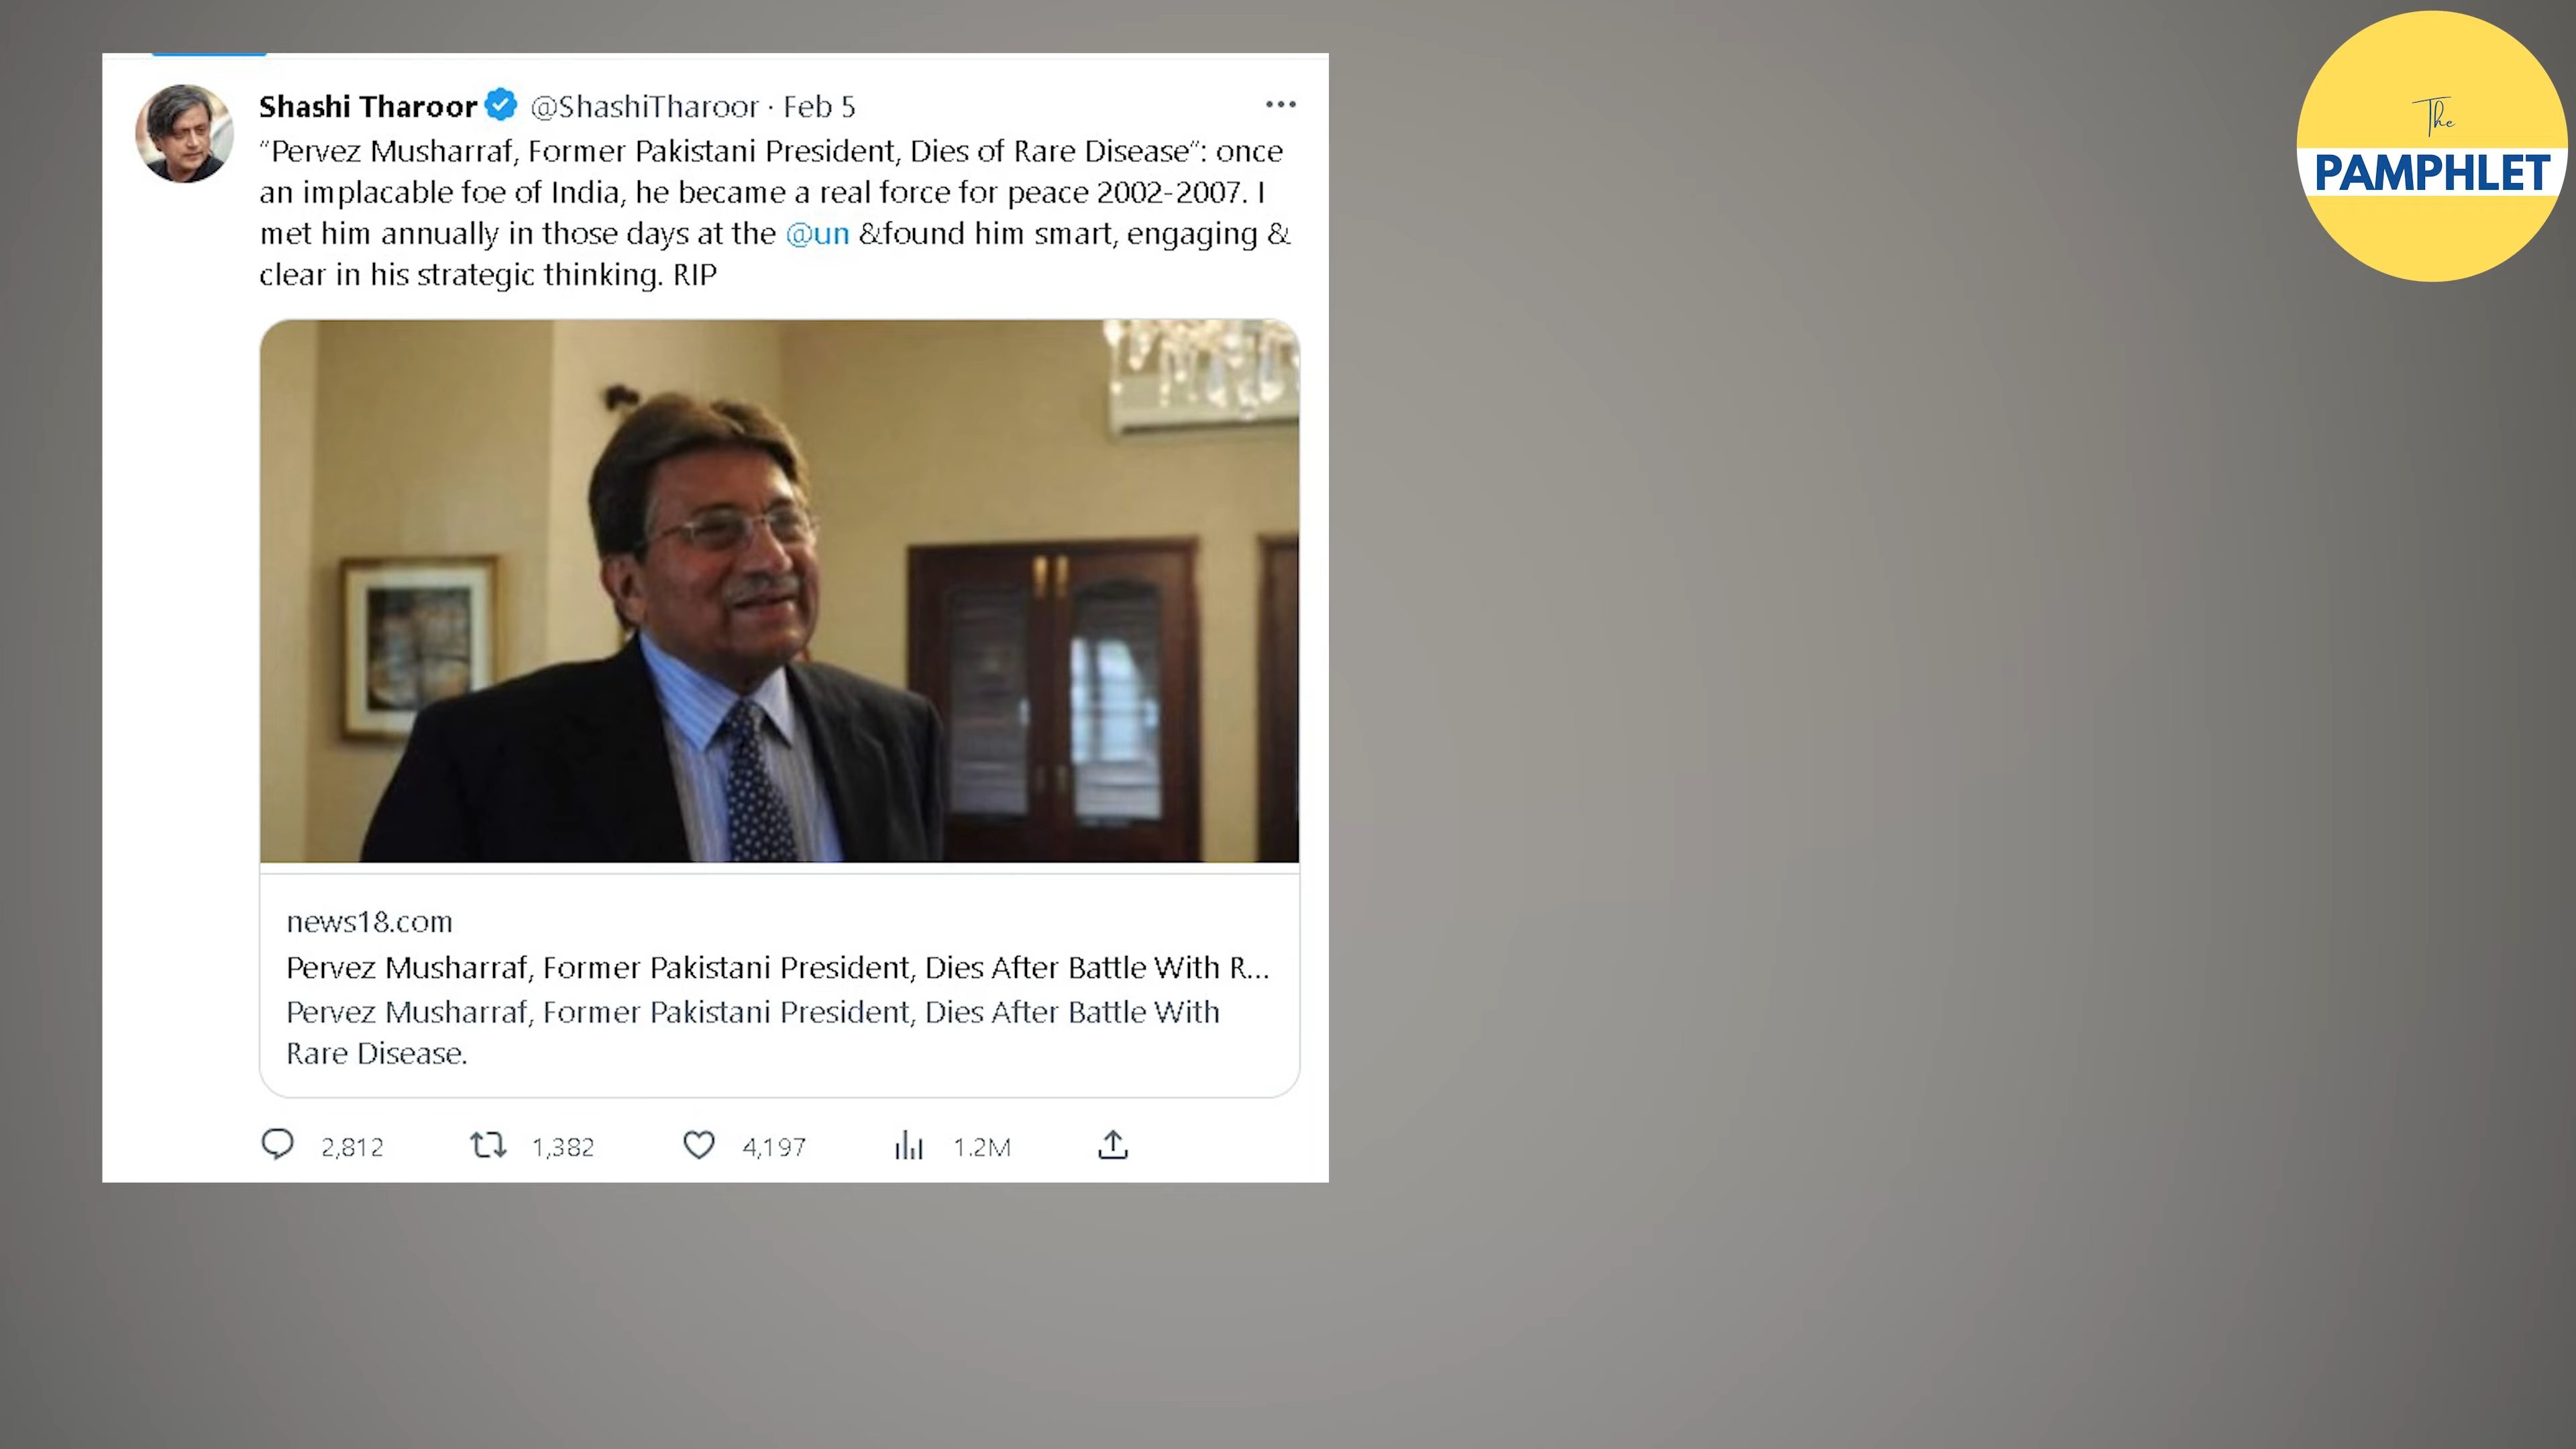 Shashi Tharoor @ShashiTharoor · Feb 5
“Pervez Musharraf, Former Pakistani President, Dies of Rare Disease”: once
an implacable foe of India, he became a real force for peace 2002-2007. I
met him annually in those days at the @un &found him smart, engaging &
clear in his strategic thinking. RIP
news18.com
Pervez Musharraf, Former Pakistani President, Dies After Battle With R...
Pervez Musharraf, Former Pakistani President, Dies After Battle With
Rare Disease.
2,812 1,382 4,197 1.2M
The
PAMPHLET